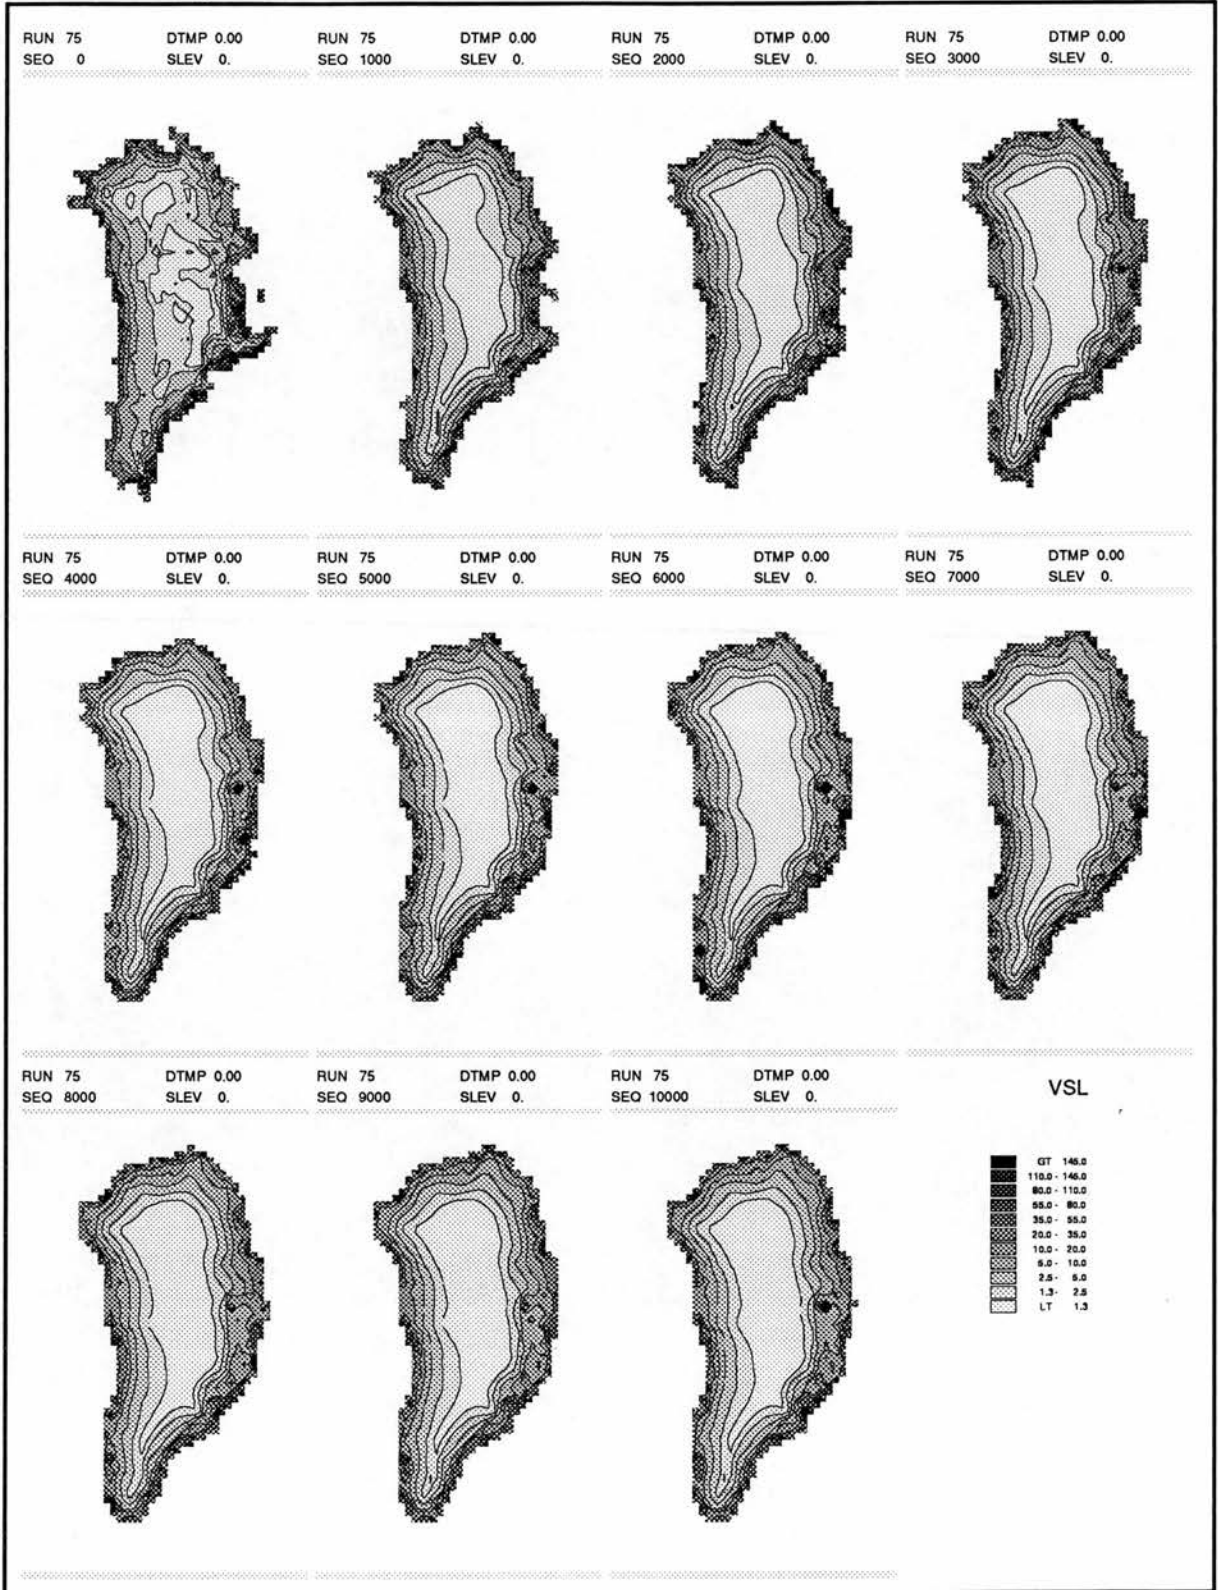 RUN 75 DTMP 0.00 RUN 75 DTMP 0.00 RUN 75 DTMP 0.00 RUN 75 DTMP 0.00
SEQ 0 SLEV 0. SEQ 1000 SLEV 0. SEQ 2000 SLEV 0. SEQ 3000 SLEV 0.
RUN 75 DTMP 0.00 RUN 75 DTMP 0.00 RUN 75 DTMP 0.00 RUN 75 DTMP 0.00
SEQ 4000 SLEV 0. SEQ 5000 SLEV 0. SEQ 6000 SLEV 0. SEQ 7000 SLEV 0.
RUN 75 DTMP 0.00 RUN 75 DTMP 0.00 RUN 75 DTMP 0.00
SEQ 8000 SLEV 0. SEQ 9000 SLEV 0. SEQ 10000 SLEV 0.
VSL
GT 145.0
110.0 - 145.0
80.0 - 110.0
55.0 - 80.0
35.0 - 55.0
20.0 - 35.0
10.0 - 20.0
5.0 - 10.0
2.5 - 5.0
1.3 - 2.5
LT 1.3